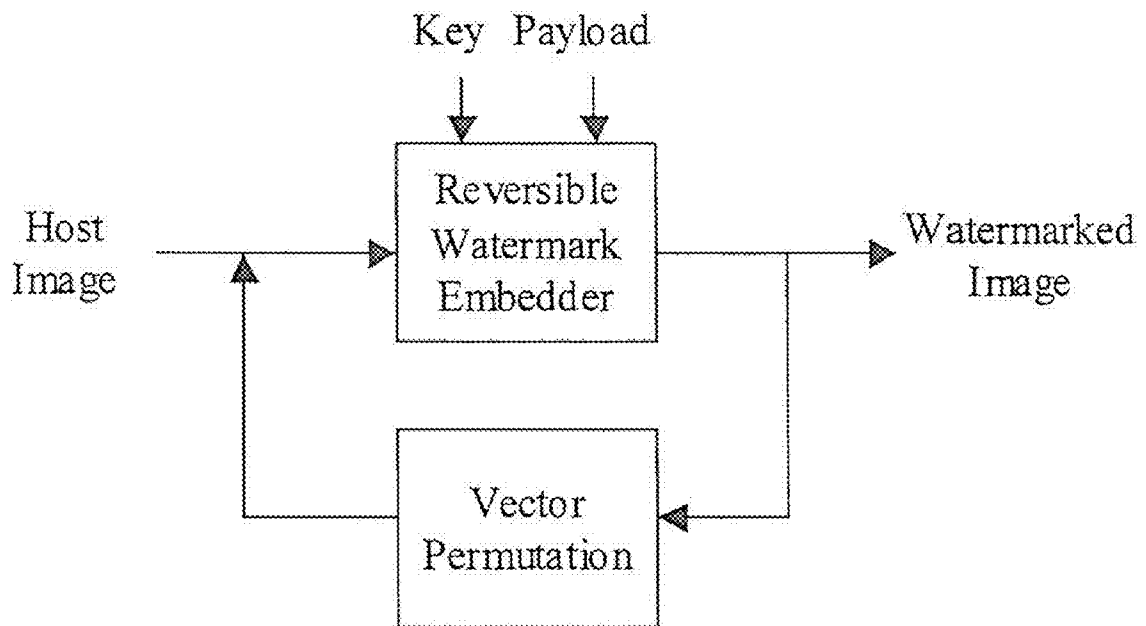 Key Payload
Host
Image
Reversible
Watermark
Embedder
Watermarked
Image
Vector
Permutation